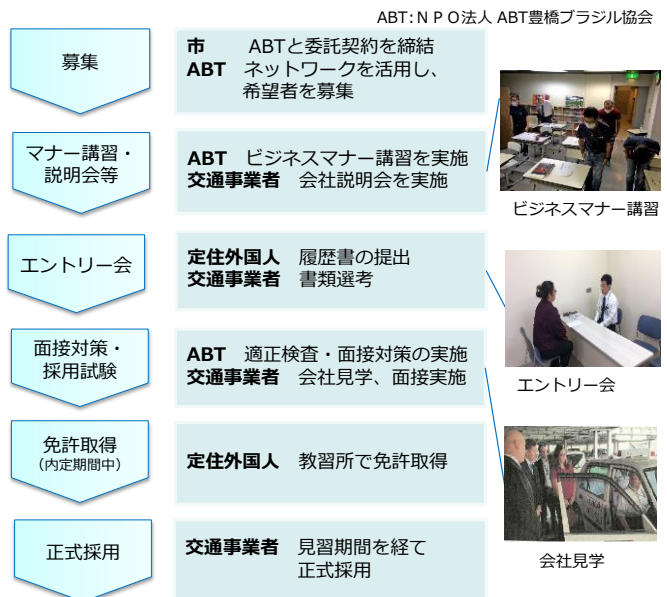 ABT:ＮＰＯ法人 ABT豊橋ブラジル協会
募集
市 ABTと委託契約を締結
ABT ネットワークを活用し、
希望者を募集
マナー講習・
説明会等
ABT ビジネスマナー講習を実施
交通事業者 会社説明会を実施
ビジネスマナー講習
エントリー会
定住外国人 履歴書の提出
交通事業者 書類選考
エントリー会
面接対策・
採用試験
ABT 適正検査・面接対策の実施
交通事業者 会社見学、面接実施
会社見学
免許取得
（内定期間中）
定住外国人 教習所で免許取得
正式採用
交通事業者 見習期間を経て
正式採用